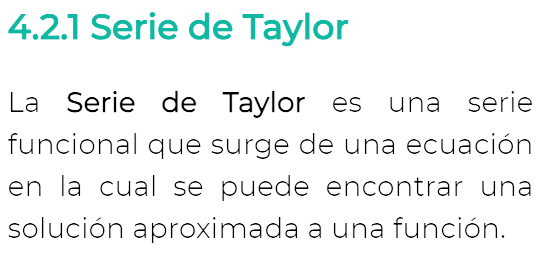 4.2.1 Serie de Taylor
La Serie de Taylor es una serie
funcional que surge de una ecuación
en la cual se puede encontrar una
solución aproximada a una función.